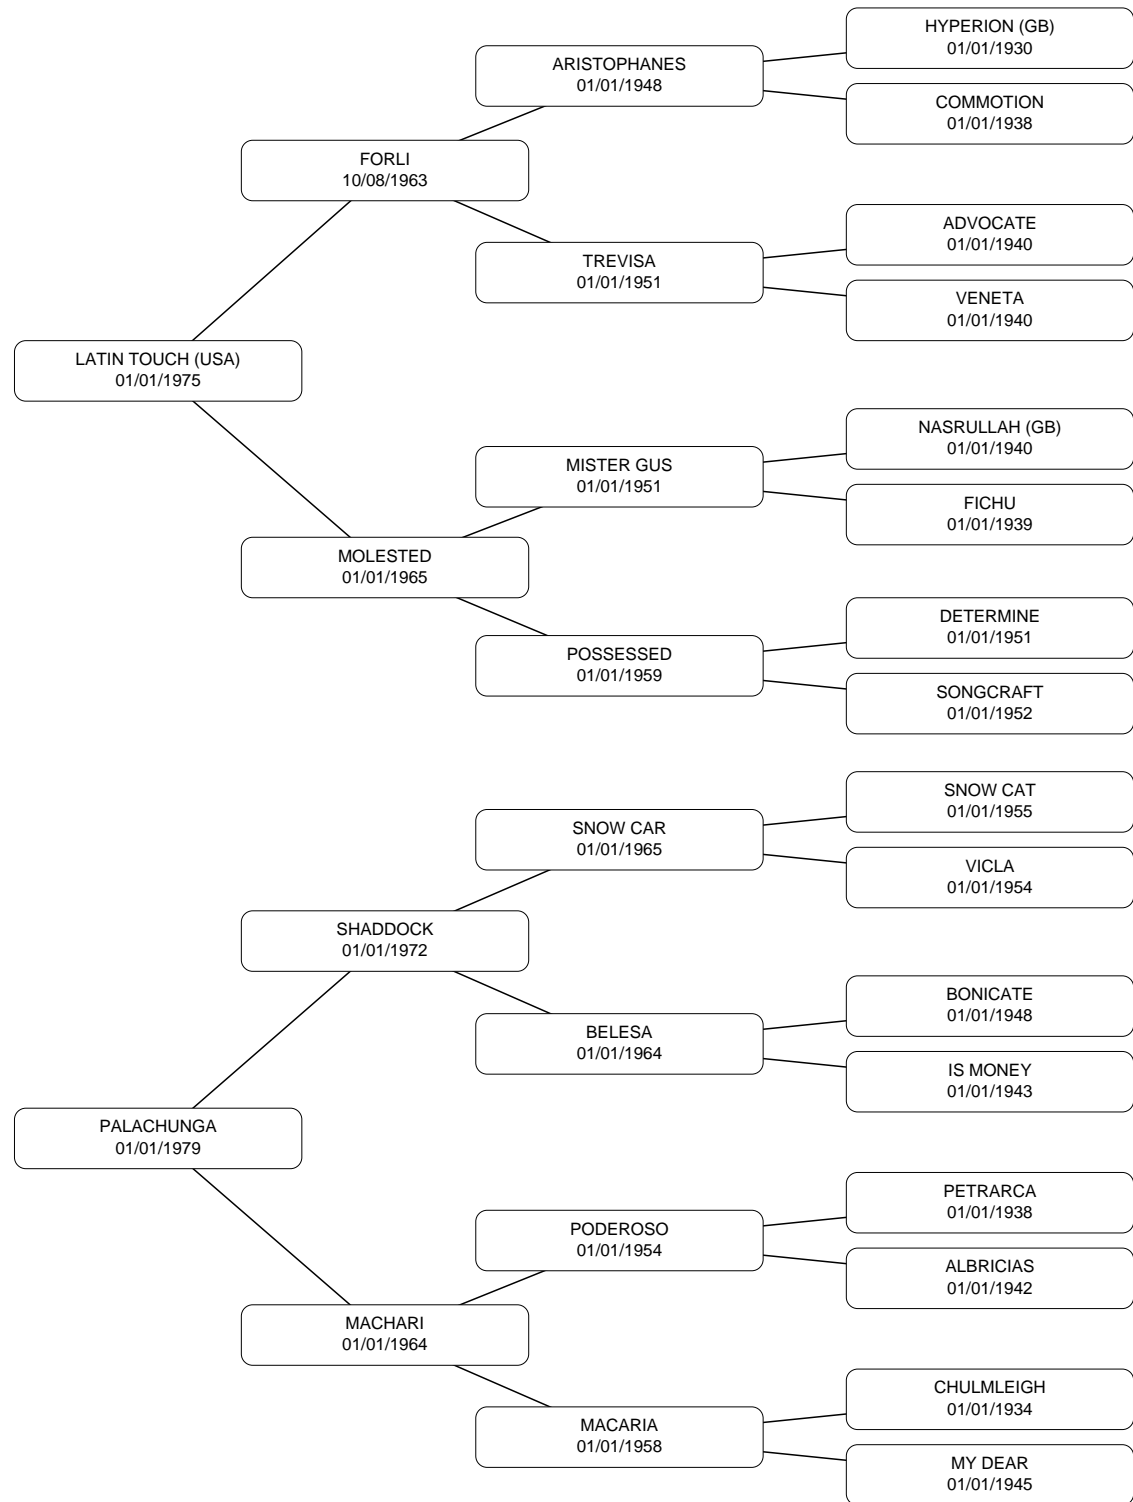 HYPERION (GB)
01/01/1930
ARISTOPHANES
01/01/1948
COMMOTION
01/01/1938
FORLI
10/08/1963
ADVOCATE
01/01/1940
TREVISA
01/01/1951
VENETA
01/01/1940
LATIN TOUCH (USA)
01/01/1975
NASRULLAH (GB)
01/01/1940
MISTER GUS
01/01/1951
FICHU
01/01/1939
MOLESTED
01/01/1965
DETERMINE
01/01/1951
POSSESSED
01/01/1959
SONGCRAFT
01/01/1952
SNOW CAT
01/01/1955
SNOW CAR
01/01/1965
VICLA
01/01/1954
SHADDOCK
01/01/1972
BONICATE
01/01/1948
BELESA
01/01/1964
IS MONEY
01/01/1943
PALACHUNGA
01/01/1979
PETRARCA
01/01/1938
PODEROSO
01/01/1954
ALBRICIAS
01/01/1942
MACHARI
01/01/1964
CHULMLEIGH
01/01/1934
MACARIA
01/01/1958
MY DEAR
01/01/1945